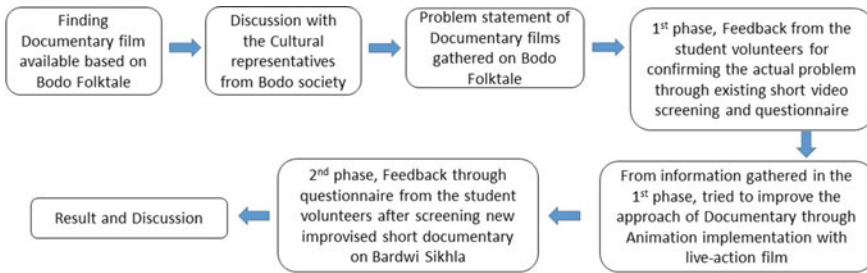 Finding
Documentary film
available based on
Bodo Folktale
Discussion with
the Cultural
representatives
from Bodo society
Problem statement of
Documentary films
gathered on Bodo
Folktale
1st phase, Feedback from
the student volunteers for
confirming the actual problem
through existing short video
screening and questionnaire
From information gathered in the
1st phase, tried to improve the
approach of Documentary through
Animation implementation with
live-action film
2nd phase, Feedback through
questionnaire from the student
volunteers after screening new
improvised short documentary
on Bardwi Sikhla
Result and Discussion